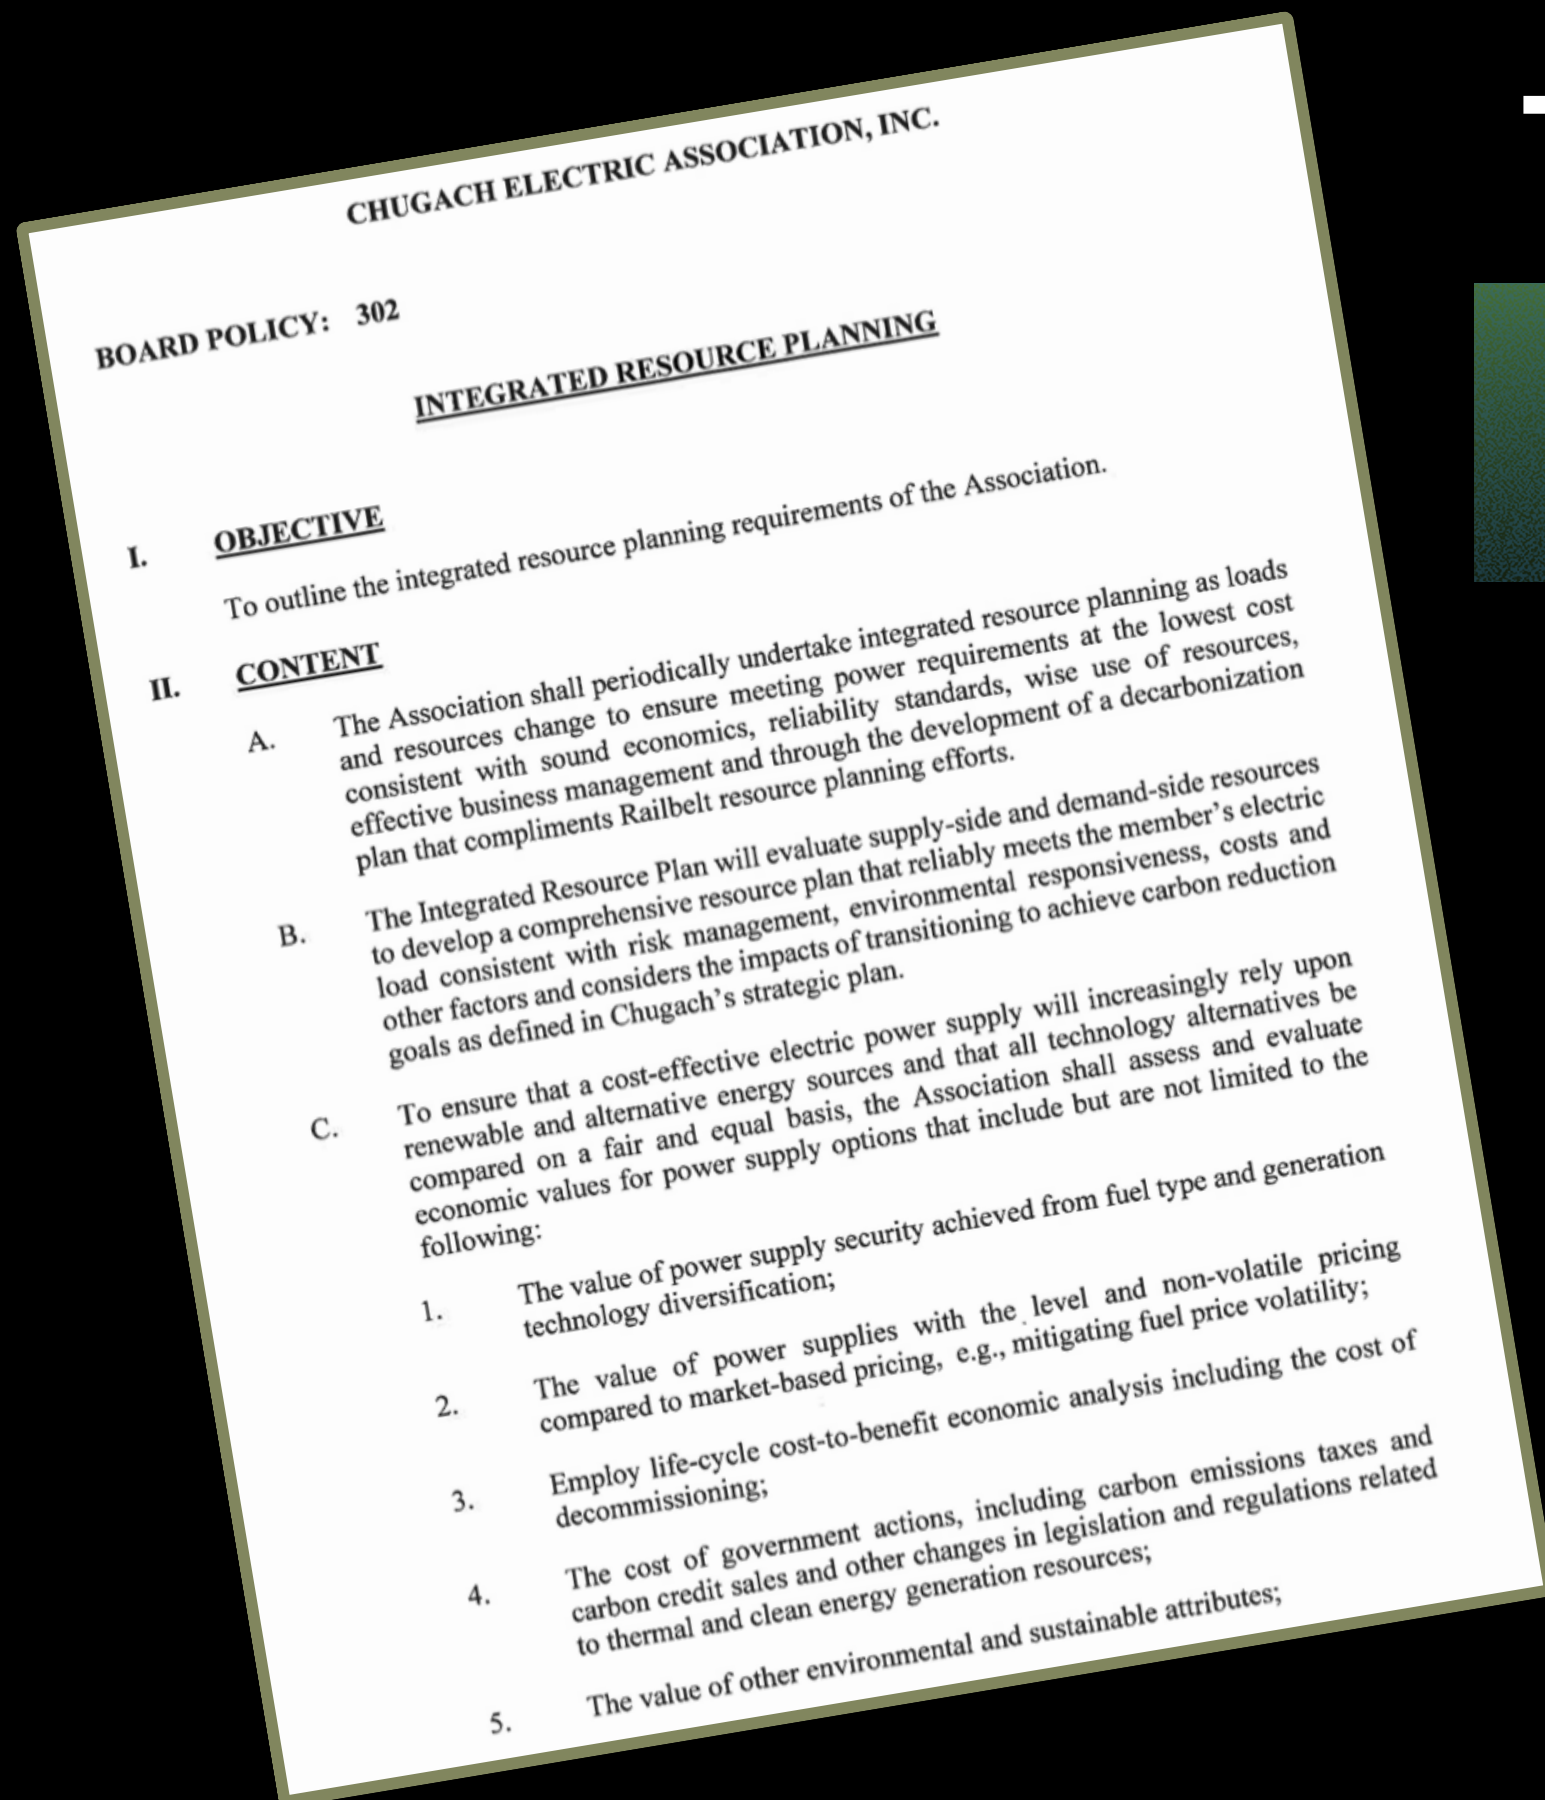 CHUGACH ELECTRIC ASSOCIATION, INC.
BOARD POLICY: 302
INTEGRATED RESOURCE PLANNING
I. OBJECTIVE
To outline the integrated resource planning requirements of the Association.
II. CONTENT
A. The Association shall periodically undertake integrated resource planning as loads
and resources change to ensure meeting power requirements at the lowest cost
consistent with sound economics, reliability standards, wise use of resources,
effective business management and through the development of a decarbonization
plan that compliments Railbelt resource planning efforts.
B. The Integrated Resource Plan will evaluate supply-side and demand-side resources
to develop a comprehensive resource plan that reliably meets the member’s electric
load consistent with risk management, environmental responsiveness, costs and
other factors and considers the impacts of transitioning to achieve carbon reduction
goals as defined in Chugach’s strategic plan.
C. To ensure that a cost-effective electric power supply will increasingly rely upon
renewable and alternative energy sources and that all technology alternatives be
compared on a fair and equal basis, the Association shall assess and evaluate
economic values for power supply options that include but are not limited to the
following:
1. The value of power supply security achieved from fuel type and generation
technology diversification;
2. The value of power supplies with the level and non-volatile pricing
compared to market-based pricing, e.g., mitigating fuel price volatility;
3. Employ life-cycle cost-to-benefit economic analysis including the cost of
decommissioning;
4. The cost of government actions, including carbon emissions taxes and
carbon credit sales and other changes in legislation and regulations related
to thermal and clean energy generation resources;
5. The value of other environmental and sustainable attributes;